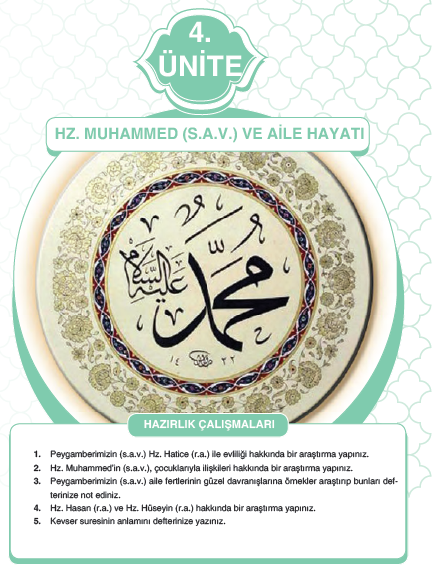 4.
ÜNİTE
HZ. MUHAMMED (S.A.V.) VE AİLE HAYATI
محمد
عليه السلام
١٤٣٢
HAZIRLIK ÇALIŞMALARI
1. Peygamberimizin (s.a.v.) Hz. Hatice (r.a.) ile evliliği hakkında bir araştırma yapınız.
2. Hz. Muhammed'in (s.a.v.), çocuklarıyla ilişkileri hakkında bir araştırma yapınız.
3. Peygamberimizin (s.a.v.) aile fertlerinin güzel davranışlarına örnekler araştırıp bunları def-
terinize not ediniz.
4. Hz. Hasan (r.a.) ve Hz. Hüseyin (r.a.) hakkında bir araştırma yapınız.
5. Kevser suresinin anlamını defterinize yazınız.